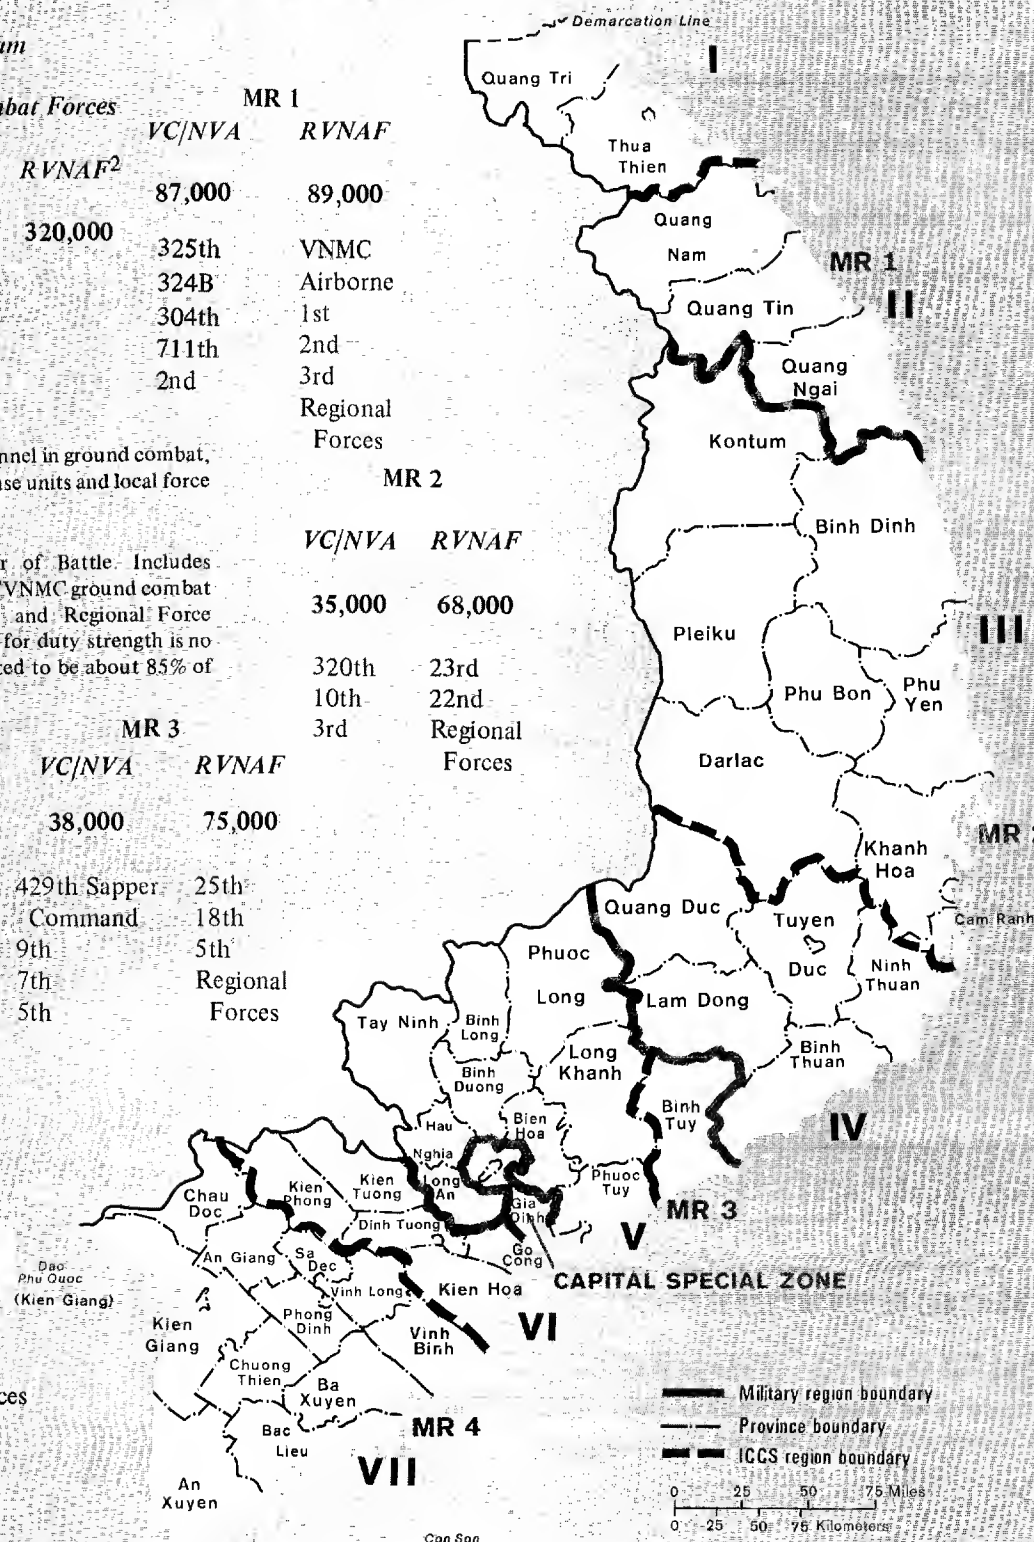 Demarcation Line
am
I
Quang Tri
bat Forces
MR 1
VC/NVA RVNAF
RVNAF²
Thua
Thien
87,000 89,000
Quang
320,000
325th VNMC
Nam
MR 1
324B Airborne
II
304th 1st
Quang Tin
711th 2nd
2nd 3rd
Quang
Ngai
Regional
Forces
Kontum
nnel in ground combat,
nse units and local force
MR 2
VC/NVA RVNAF
Binh Dinh
r of Battle. Includes
/VNMC ground combat
and Regional Force
for duty strength is no
ted to be about 85% of
35,000 68,000
III
Pleiku
320th 23rd
10th 22nd
3rd Regional
Forces
Phu Bon
Phu
Yen
MR 3
VC/NVA RVNAF
Darlac
38,000 75,000
MR
Khanh
Hoa
429th Sapper 25th
Command 18th
9th 5th
7th Regional
5th Forces
Quang Duc
Tuyen
Duc
Cam Ranh
Phuoc
Long
Ninh
Thuan
Lam Dong
Tay Ninh
Binh
Long
Long
Khanh
Binh
Thuan
Binh
Duong
Binh
Tuy
Hau
Nghia
Bien
Hoa
IV
Long
An
Phuoc
Tuy
Chau
Doc
Kien
Phong
Kien
Tuong
Gia
Dinh
MR 3
Dinh Tuong
V
An Giang
Sa
Dec
Go
Cong
CAPITAL SPECIAL ZONE
Dao
Phu Quoc
(Kien Giang)
Vinh Long
Kien Hoa
Kien
Giang
Phong
Dinh
Vinh
Binh
VI
Chuong
Thien
Ba
Xuyen
ces
MR 4
Bac
Lieu
VII
An
Xuyen
Con Son
Military region boundary
Province boundary
ICCS region boundary
0 25 50 75 Miles
0 25 50 75 Kilometers